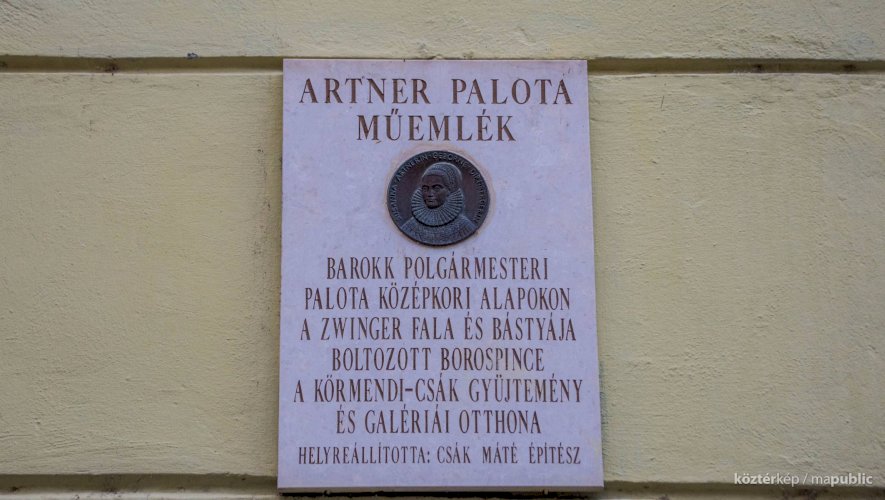 ARTNER PALOTA
MŰEMLÉK
BAROKK POLGÁRMESTERI
PALOTA KÖZÉPKORI ALAPOKON
A ZWINGER FALA ÉS BÁSTYÁJA
BOLTOZOTT BOROSPINCE
A KÖRMENDI-CSÁK GYÜJTEMÉNY
ÉS GALÉRIÁI OTTHONA
HELYREÁLLÍTOTTA: CSÁK MÁTÉ ÉPÍTÉSZ
köztérkép / mapublic